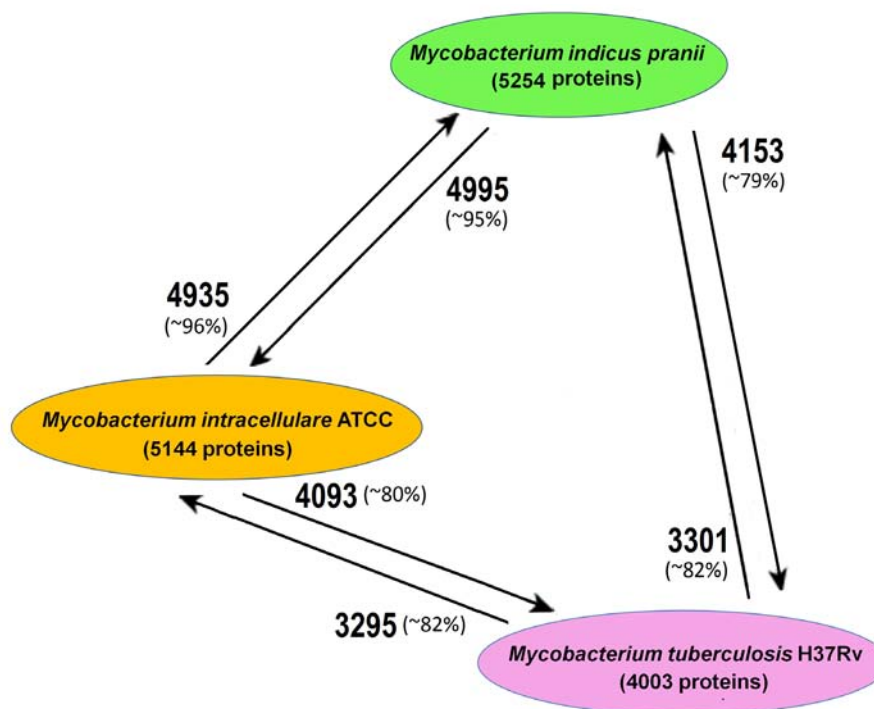 Mycobacterium indicus pranii
(5254 proteins)
4153
(~79%)
4995
(~95%)
4935
(~96%)
Mycobacterium intracellulare ATCC
(5144 proteins)
4093 (~80%)
3301
(~82%)
3295 (~82%)
Mycobacterium tuberculosis H37Rv
(4003 proteins)